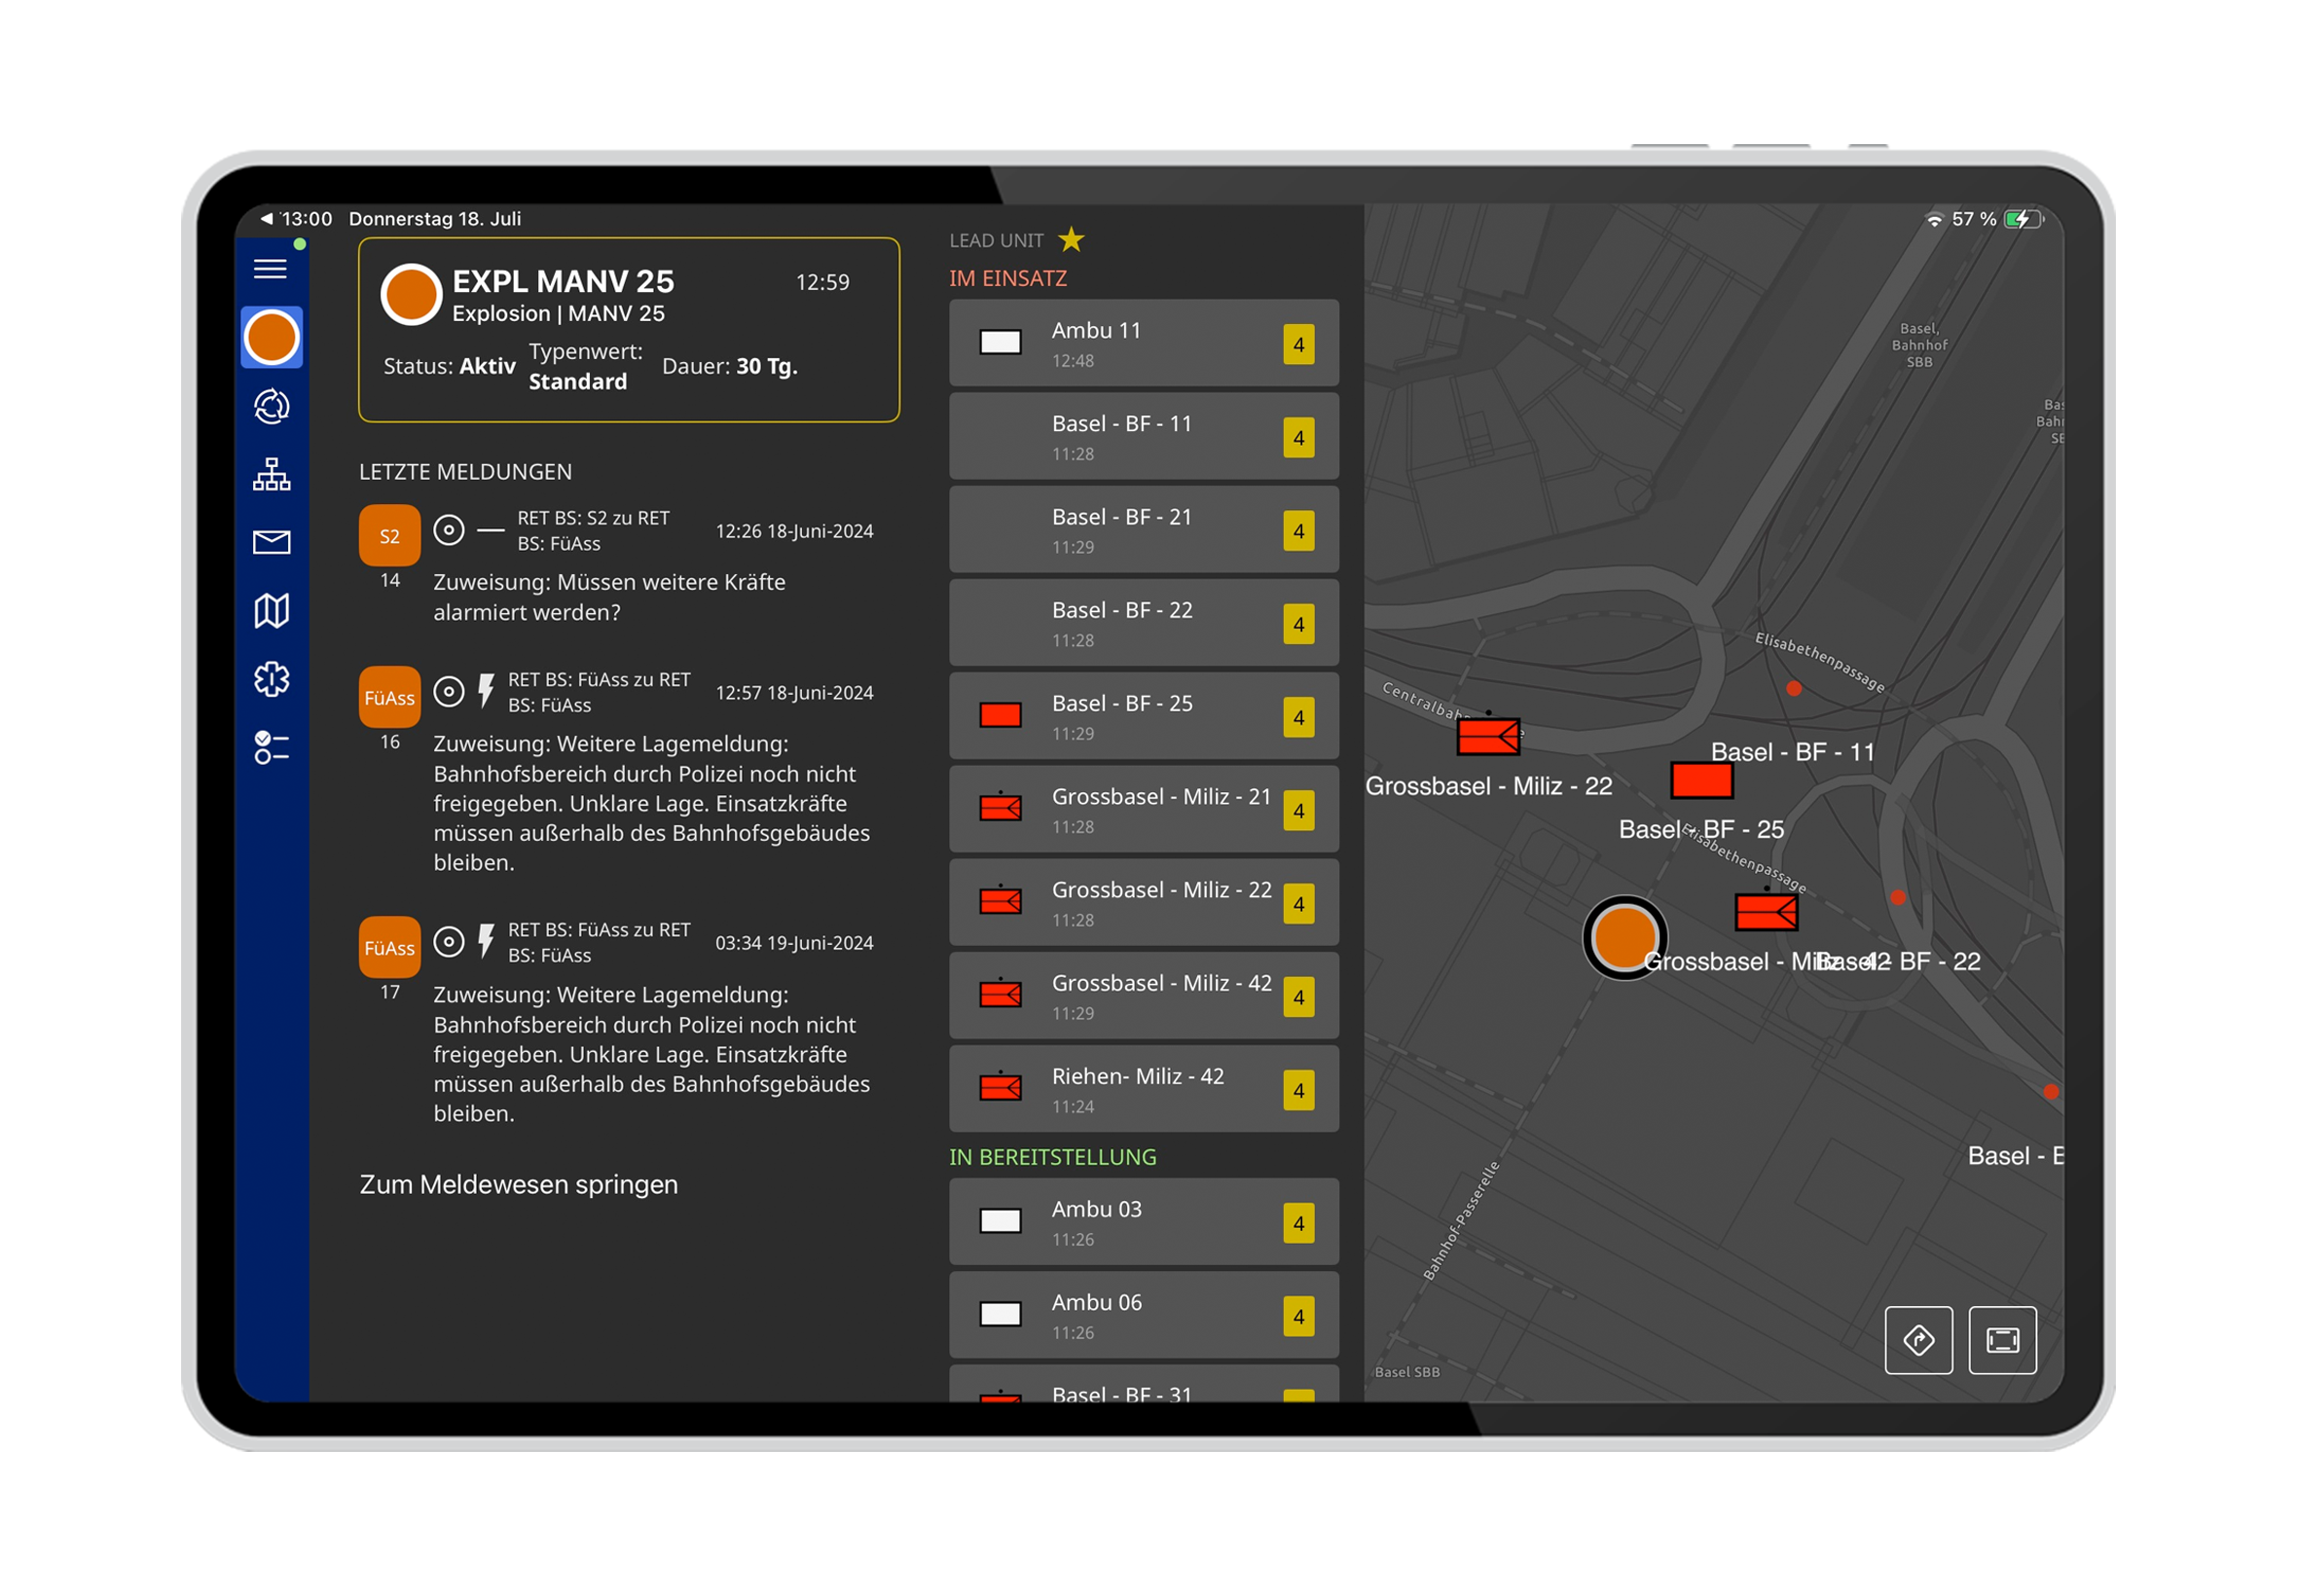 13:00 Donnerstag 18. Juli
57 %
EXPL MANV 25
12:59
Explosion | MANV 25
Status: Aktiv
Typenwert:
Standard
Dauer: 30 Tg.
LETZTE MELDUNGEN
S2
14
RET BS: S2 zu RET
BS: FüAss
12:26 18-Juni-2024
Zuweisung: Müssen weitere Kräfte
alarmiert werden?
FüAss
16
RET BS: FüAss zu RET
BS: FüAss
12:57 18-Juni-2024
Zuweisung: Weitere Lagemeldung:
Bahnhofsbereich durch Polizei noch nicht
freigegeben. Unklare Lage. Einsatzkräfte
müssen außerhalb des Bahnhofsgebäudes
bleiben.
FüAss
17
RET BS: FüAss zu RET
BS: FüAss
03:34 19-Juni-2024
Zuweisung: Weitere Lagemeldung:
Bahnhofsbereich durch Polizei noch nicht
freigegeben. Unklare Lage. Einsatzkräfte
müssen außerhalb des Bahnhofsgebäudes
bleiben.
Zum Meldewesen springen
LEAD UNIT
IM EINSATZ
Ambu 11
12:48
4
Basel - BF - 11
11:28
4
Basel - BF - 21
11:29
4
Basel - BF - 22
11:28
4
Basel - BF - 25
11:29
4
Grossbasel - Miliz - 21
11:28
4
Grossbasel - Miliz - 22
11:28
4
Grossbasel - Miliz - 42
11:29
4
Riehen- Miliz - 42
11:24
4
IN BEREITSTELLUNG
Ambu 03
11:26
4
Ambu 06
11:26
4
Basel - BF - 31
Basel,
Bahnhof
SBB
Elisabethenpassage
Grossbasel - Miliz - 22
Basel - BF - 11
Basel - BF - 25
Elisabethenpassage
Grossbasel - Miliz - 42
Basel - BF - 22
Basel -
Bahnhof-Passerelle
Basel SBB